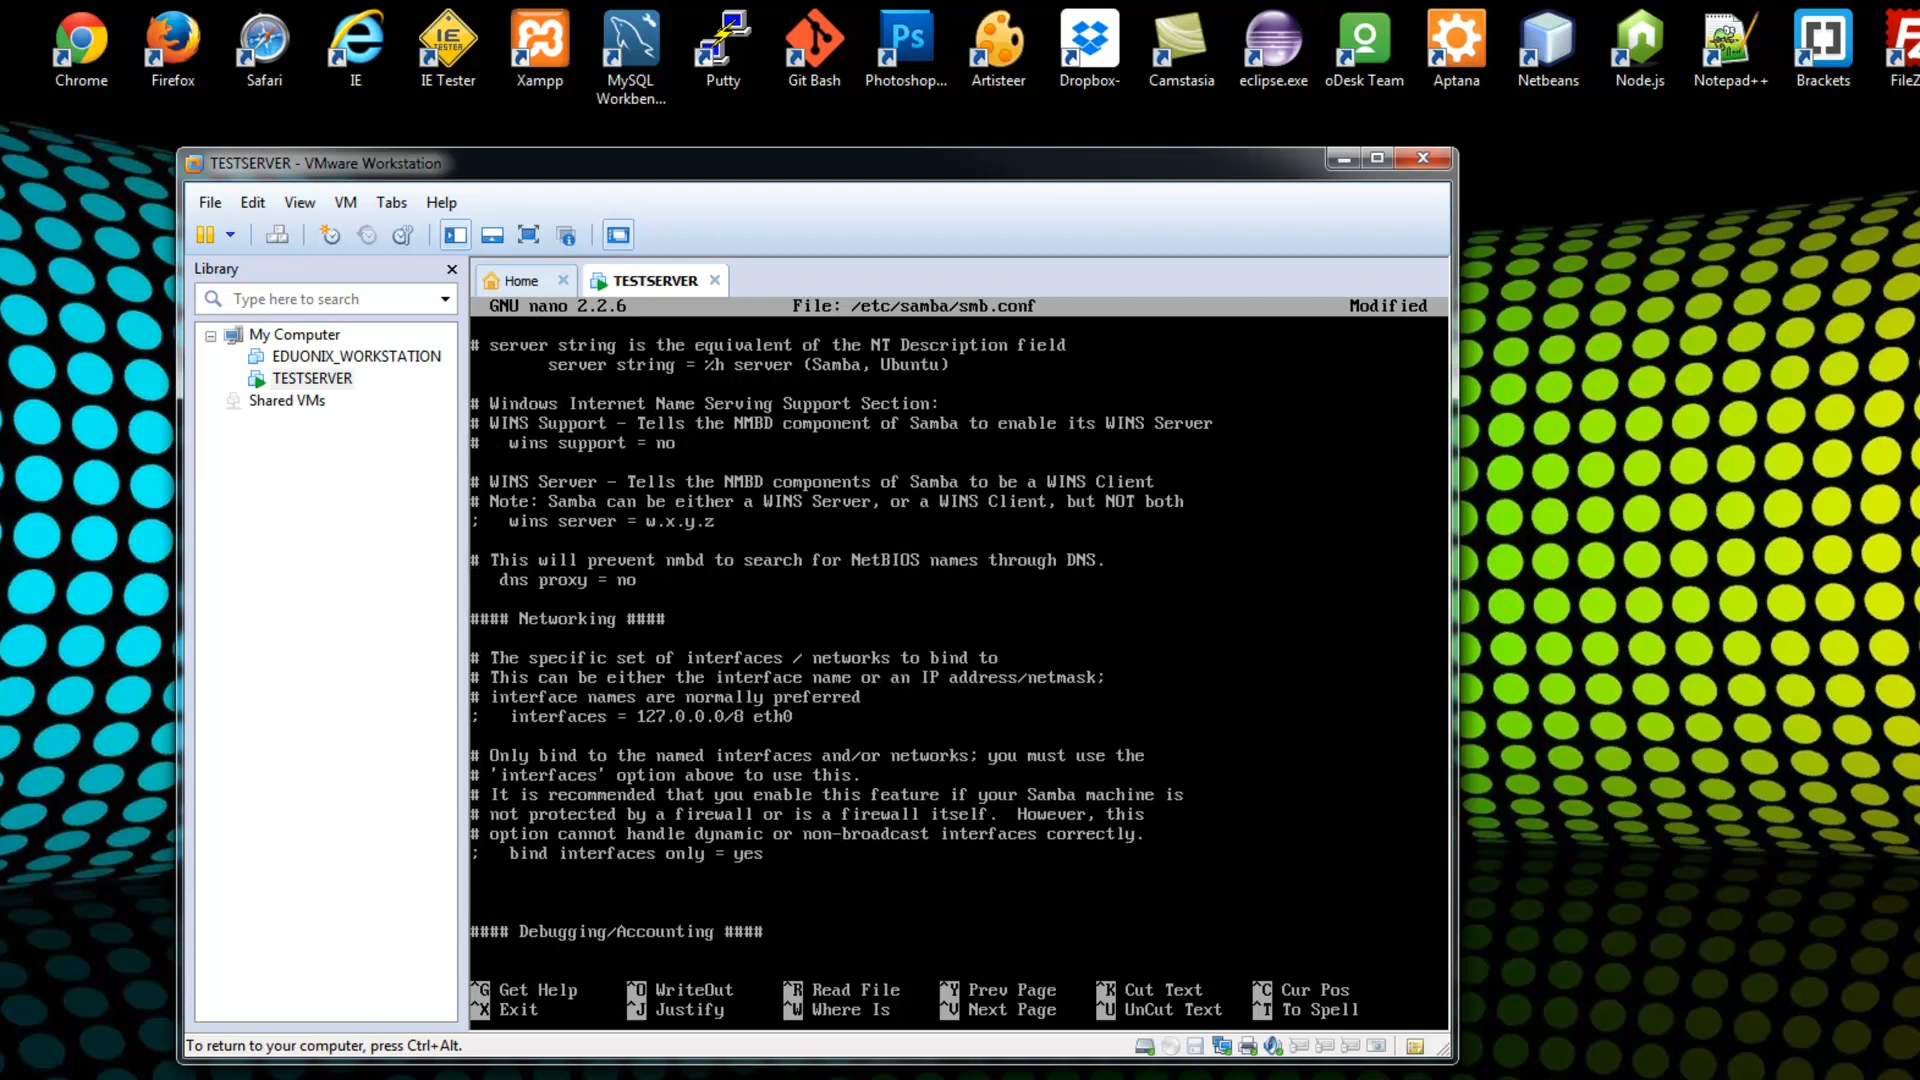 Chrome
Firefox
Safari
IE
IE Tester
Xampp
MySQL Workben...
Putty
Git Bash
Photoshop...
Artisteer
Dropbox-
Camstasia
eclipse.exe
oDesk Team
Aptana
Netbeans
Node.js
Notepad++
Brackets
FileZ
TESTSERVER - VMware Workstation
File Edit View VM Tabs Help
Library
Type here to search
My Computer
EDUONIX_WORKSTATION
TESTSERVER
Shared VMs
Home
TESTSERVER
GNU nano 2.2.6 File: /etc/samba/smb.conf Modified
# server string is the equivalent of the NT Description field
server string = %h server (Samba, Ubuntu)
# Windows Internet Name Serving Support Section:
# WINS Support - Tells the NMBD component of Samba to enable its WINS Server
# wins support = no
# WINS Server - Tells the NMBD components of Samba to be a WINS Client
# Note: Samba can be either a WINS Server, or a WINS Client, but NOT both
; wins server = w.x.y.z
# This will prevent nmbd to search for NetBIOS names through DNS.
dns proxy = no
#### Networking ####
# The specific set of interfaces / networks to bind to
# This can be either the interface name or an IP address/netmask;
# interface names are normally preferred
; interfaces = 127.0.0.0/8 eth0
# Only bind to the named interfaces and/or networks; you must use the
# 'interfaces' option above to use this.
# It is recommended that you enable this feature if your Samba machine is
# not protected by a firewall or is a firewall itself. However, this
# option cannot handle dynamic or non-broadcast interfaces correctly.
; bind interfaces only = yes
#### Debugging/Accounting ####
^G Get Help ^O WriteOut ^R Read File ^Y Prev Page ^K Cut Text ^C Cur Pos
^X Exit ^J Justify ^W Where Is ^V Next Page ^U UnCut Text ^T To Spell
To return to your computer, press Ctrl+Alt.